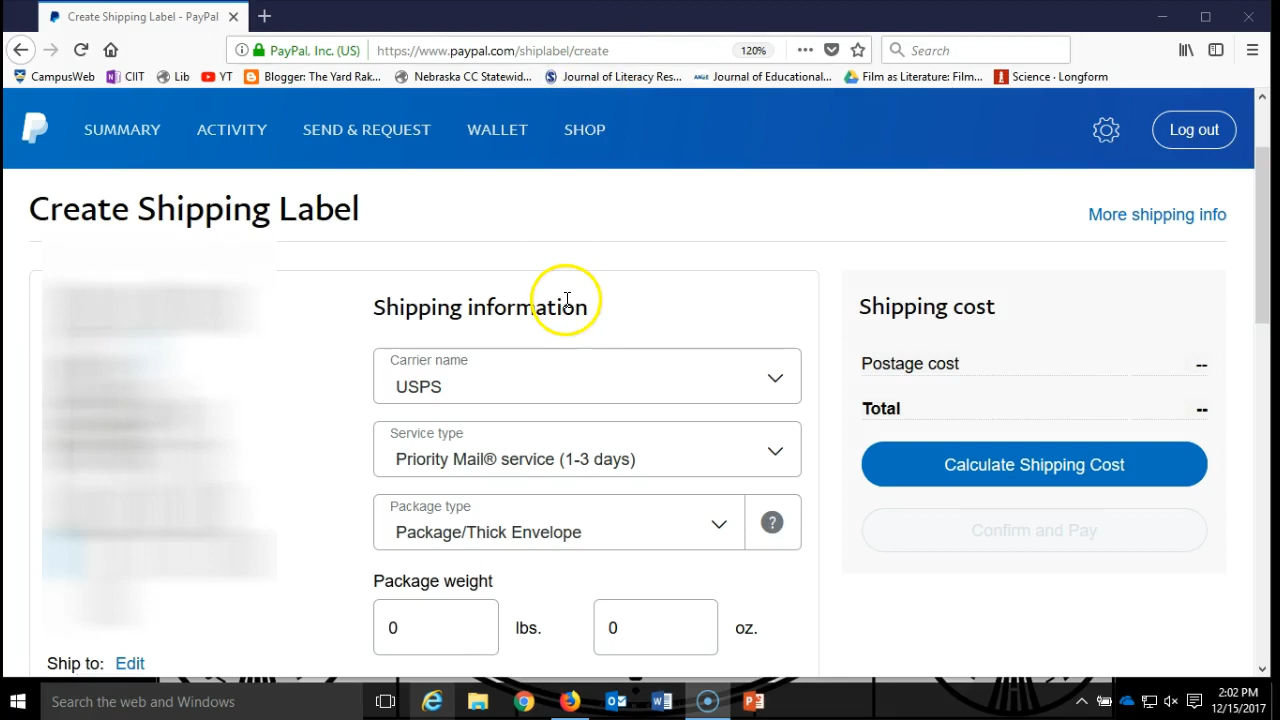 Create Shipping Label - PayPal
PayPal, Inc. (US)
https://www.paypal.com/shiplabel/create
120%
Search
CampusWeb
CIIT
Lib
YT
Blogger: The Yard Rak...
Nebraska CC Statewid...
Journal of Literacy Res...
Journal of Educational...
Film as Literature: Film...
Science · Longform
SUMMARY
ACTIVITY
SEND & REQUEST
WALLET
SHOP
Log out
Create Shipping Label
More shipping info
Shipping information
Carrier name
USPS
Service type
Priority Mail® service (1-3 days)
Package type
Package/Thick Envelope
?
Package weight
0 lbs.
0 oz.
Ship to: Edit
Shipping cost
Postage cost --
Total --
Calculate Shipping Cost
Confirm and Pay
Search the web and Windows
2:02 PM
12/15/2017